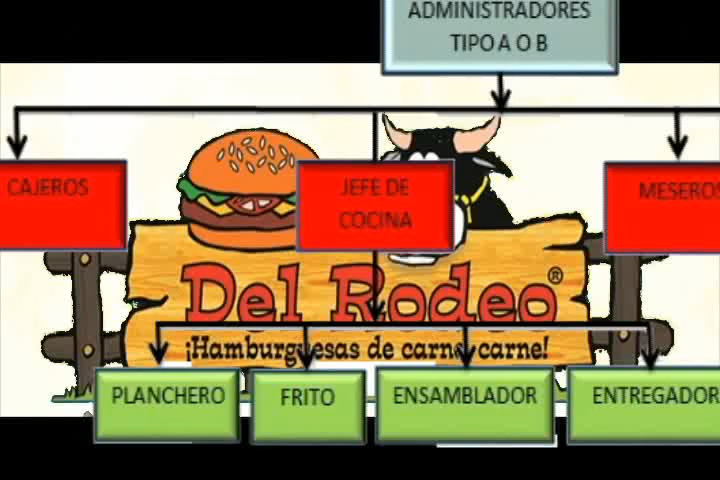 ADMINISTRADORES
TIPO A O B
CAJEROS
JEFE DE
COCINA
MESEROS
Del Rodeo®
¡Hamburguesas de carne carne!
PLANCHERO
FRITO
ENSAMBLADOR
ENTREGADOR